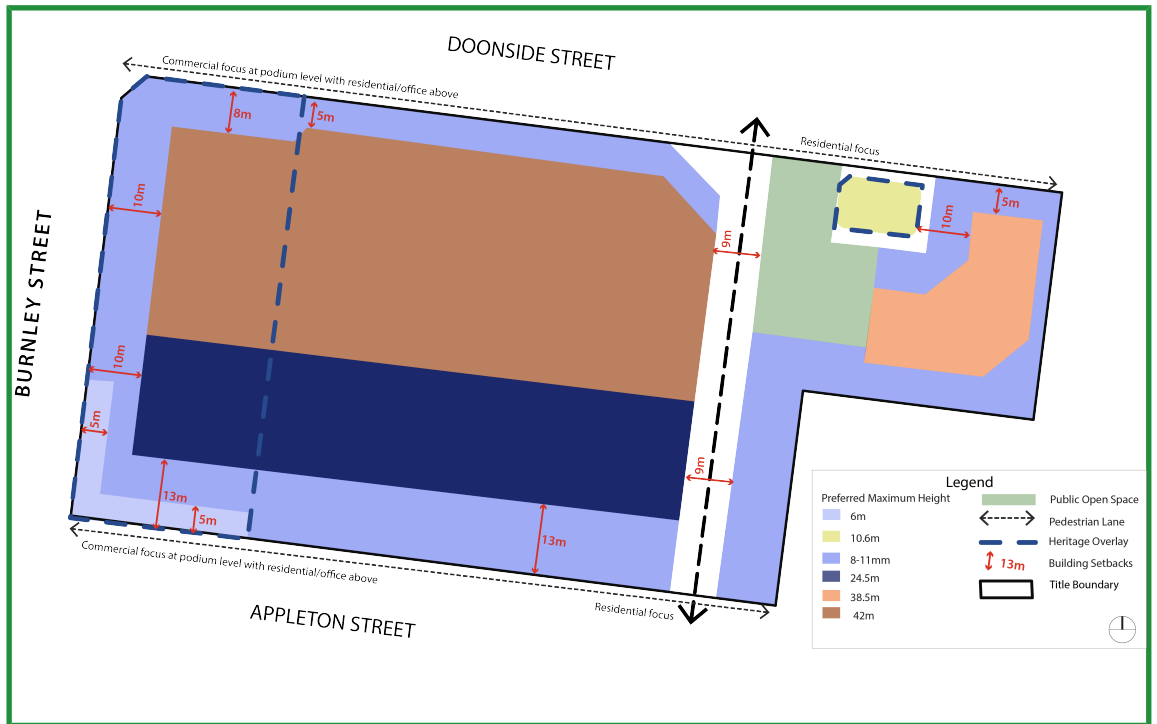 DOONSIDE STREET
Commercial focus at podium level with residential/office above
Residential focus
8m
5m
5m
10m
10m
9m
BURNLEY STREET
10m
5m
9m
13m
5m
13m
Commercial focus at podium level with residential/office above
Residential focus
APPLETON STREET
Legend
Preferred Maximum Height
6m
10.6m
8-11mm
24.5m
38.5m
42m
Public Open Space
Pedestrian Lane
Heritage Overlay
13m
Building Setbacks
Title Boundary